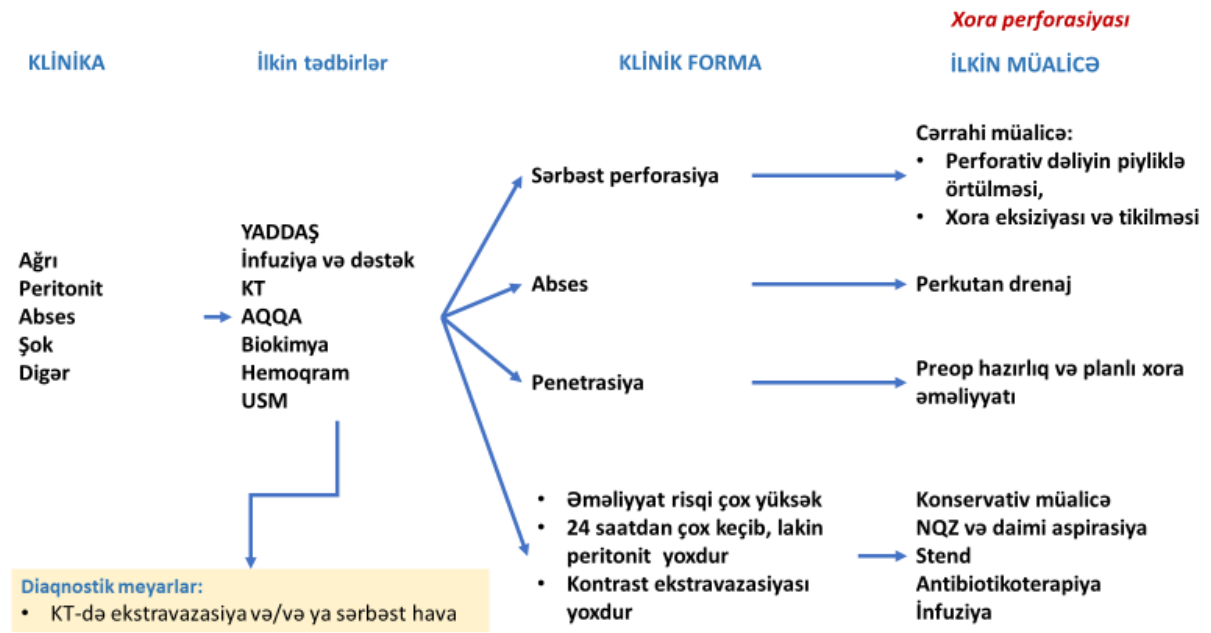 Xora perforasiyası
KLİNİKA
İlkin tədbirlər
KLİNİK FORMA
İLKİN MÜALİCƏ
Ağrı
Peritonit
Abses
Şok
Digər
YADDAŞ
İnfuziya və dəstək
KT
AQQA
Biokimya
Hemoqram
USM
Sərbəst perforasiya
Cərrahi müalicə:
• Perforativ dəliyin piyliklə
örtülməsi,
• Xora eksiziyası və tikilməsi
Abses
Perkutan drenaj
Penetrasiya
Preop hazırlıq və planlı xora
əməliyyatı
• Əməliyyat risqi çox yüksək
• 24 saatdan çox keçib, lakin
peritonit yoxdur
• Kontrast ekstravazasiyası
yoxdur
Konservativ müalicə
NQZ və daimi aspirasiya
Stend
Antibiotikoterapiya
İnfuziya
Diaqnostik meyarlar:
• KT-də ekstravazasiya və/və ya sərbəst hava